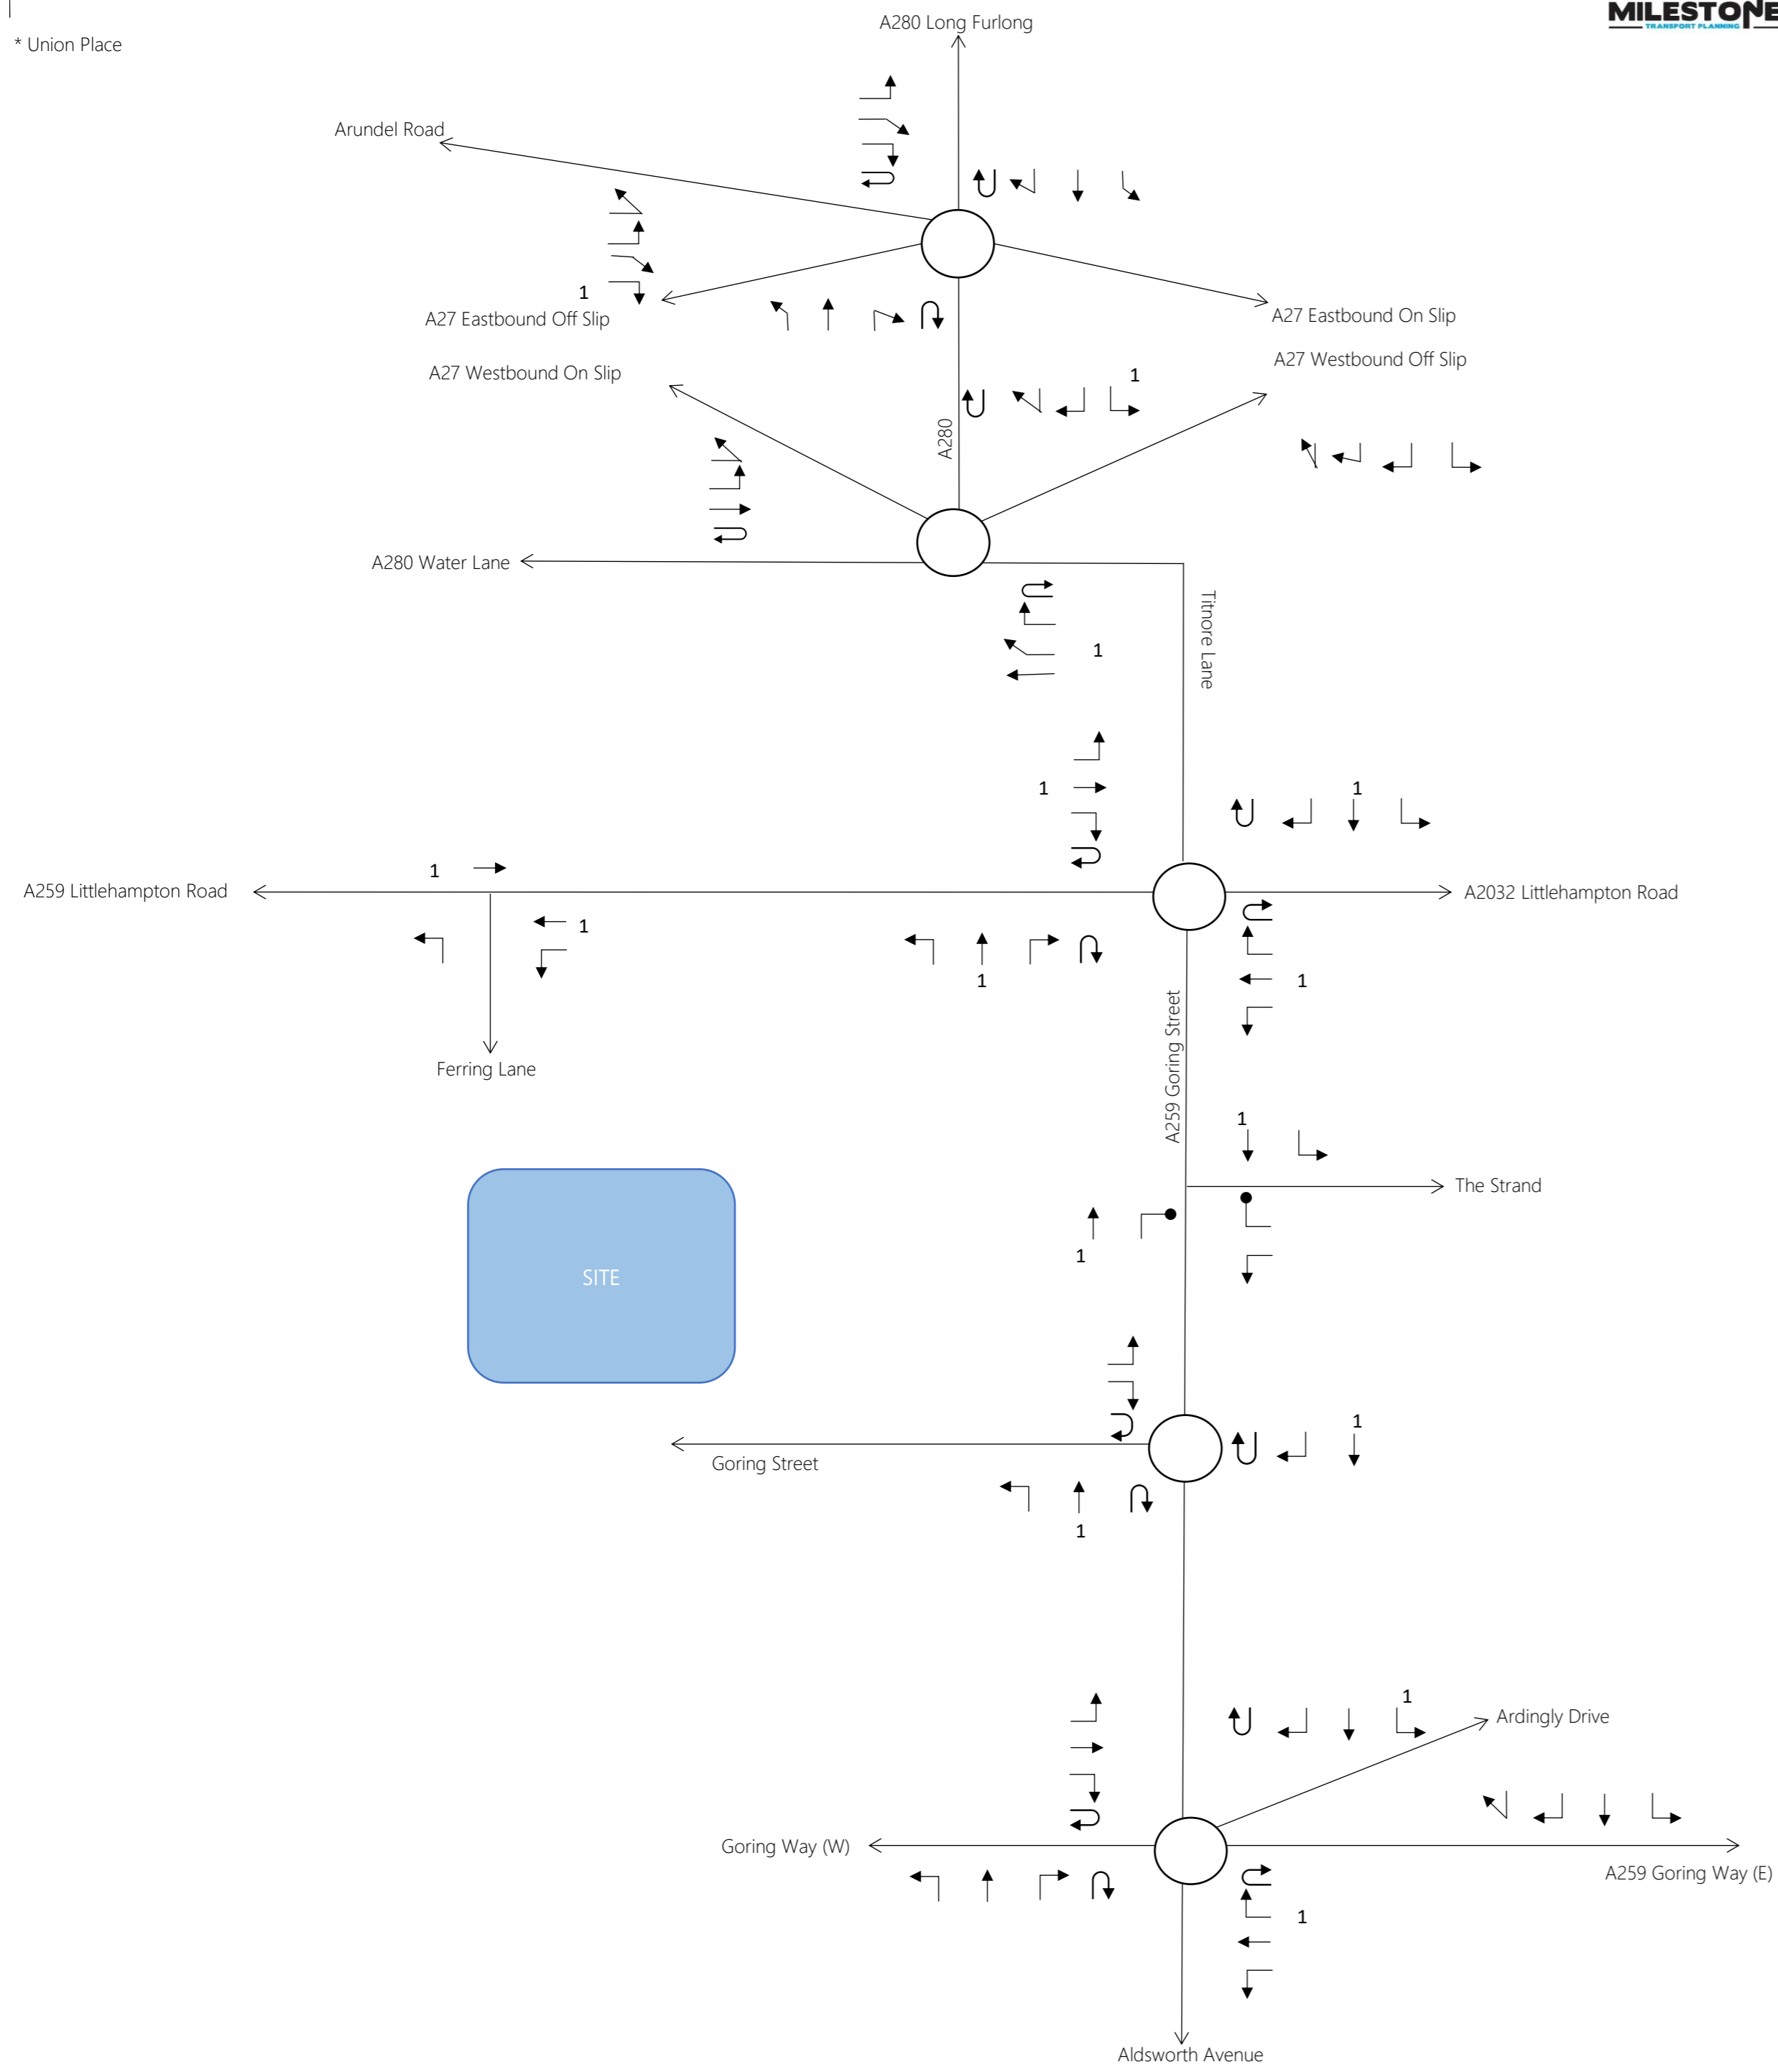 MILESTONE
TRANSPORT PLANNING
* Union Place
A280 Long Furlong
Arundel Road
1
A27 Eastbound Off Slip
A27 Eastbound On Slip
A27 Westbound On Slip
A27 Westbound Off Slip
1
A280
A280 Water Lane
Titnore Lane
1
1
1
1
A259 Littlehampton Road
A2032 Littlehampton Road
1
1
1
A259 Goring Street
Ferring Lane
1
The Strand
1
SITE
1
Goring Street
1
1
Ardingly Drive
Goring Way (W)
A259 Goring Way (E)
1
Aldsworth Avenue